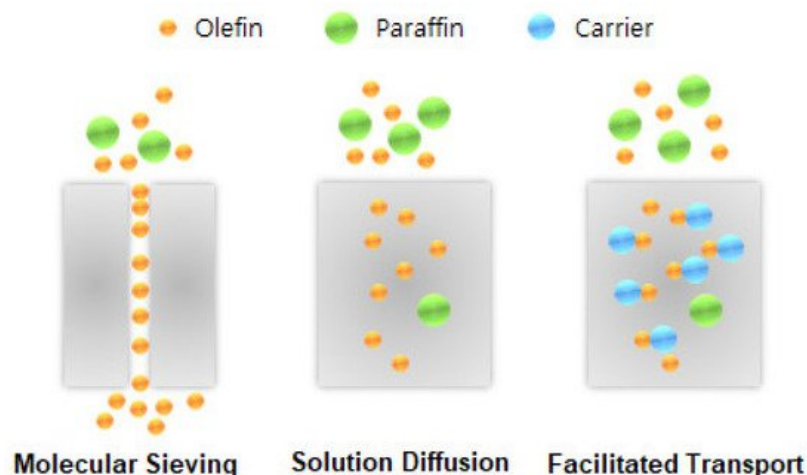 Olefin Paraffin Carrier
Molecular Sieving Solution Diffusion Facilitated Transport